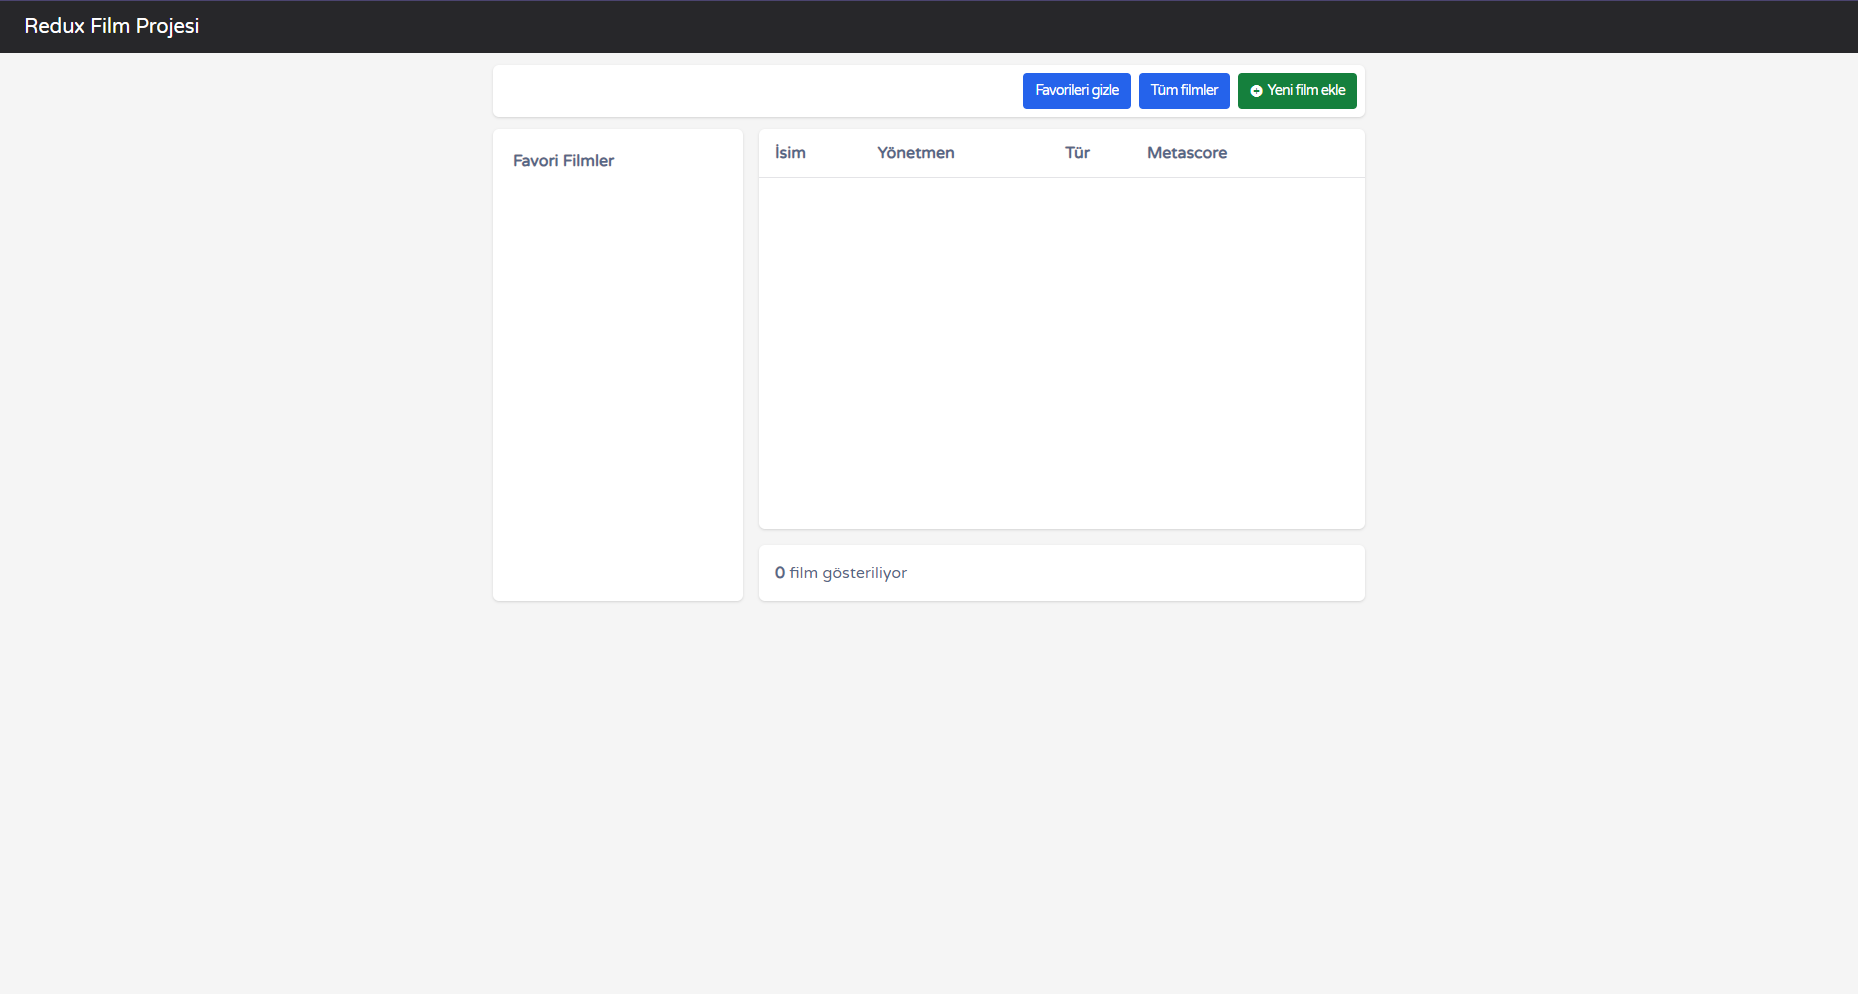 Redux Film Projesi
Favorileri gizle Tüm filmler Yeni film ekle
Favori Filmler
İsim Yönetmen Tür Metascore
0 film gösteriliyor